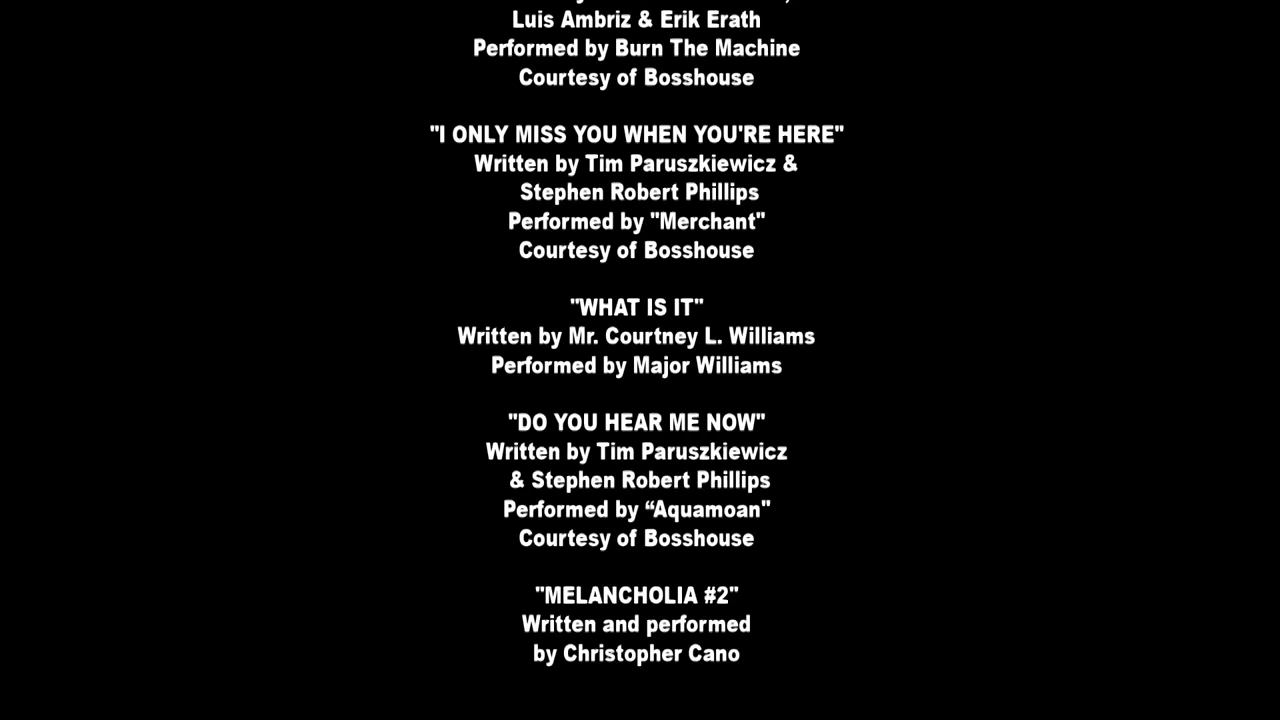 Luis Ambriz & Erik Erath
Performed by Burn The Machine
Courtesy of Bosshouse
"I ONLY MISS YOU WHEN YOU'RE HERE"
Written by Tim Paruszkiewicz &
Stephen Robert Phillips
Performed by "Merchant"
Courtesy of Bosshouse
"WHAT IS IT"
Written by Mr. Courtney L. Williams
Performed by Major Williams
"DO YOU HEAR ME NOW"
Written by Tim Paruszkiewicz
& Stephen Robert Phillips
Performed by “Aquamoan"
Courtesy of Bosshouse
"MELANCHOLIA #2"
Written and performed
by Christopher Cano